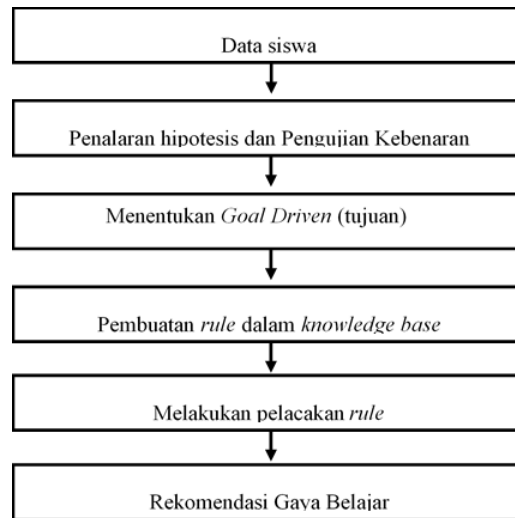 Data siswa
Penalaran hipotesis dan Pengujian Kebenaran
Menentukan Goal Driven (tujuan)
Pembuatan rule dalam knowledge base
Melakukan pelacakan rule
Rekomendasi Gaya Belajar